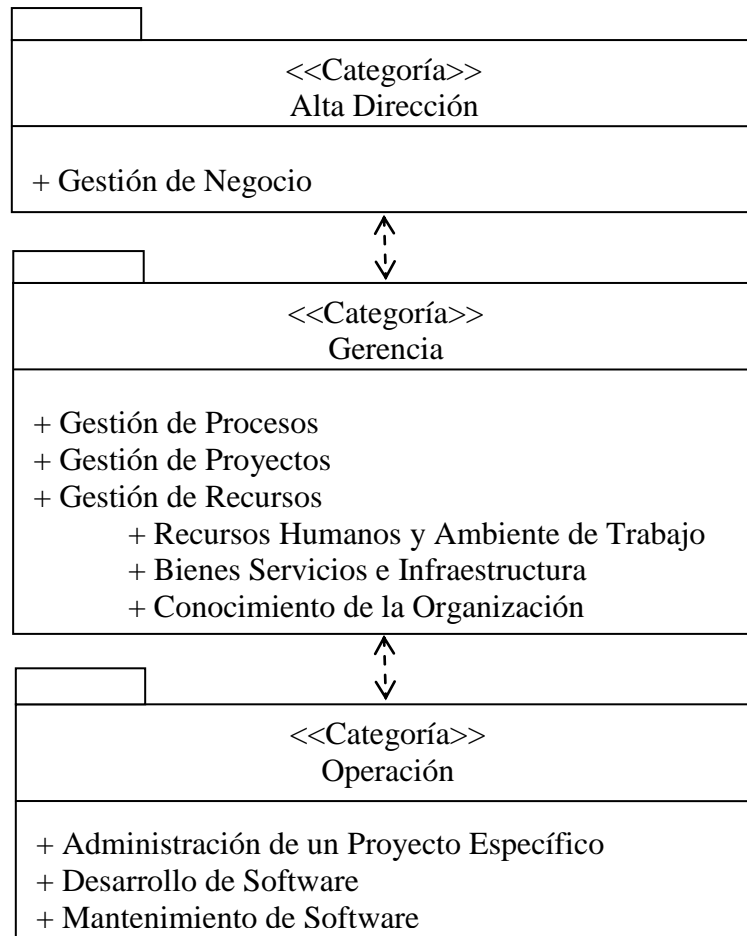 <<Categoría>>
Alta Dirección
+ Gestión de Negocio
<<Categoría>>
Gerencia
+ Gestión de Procesos
+ Gestión de Proyectos
+ Gestión de Recursos
+ Recursos Humanos y Ambiente de Trabajo
+ Bienes Servicios e Infraestructura
+ Conocimiento de la Organización
<<Categoría>>
Operación
+ Administración de un Proyecto Específico
+ Desarrollo de Software
+ Mantenimiento de Software